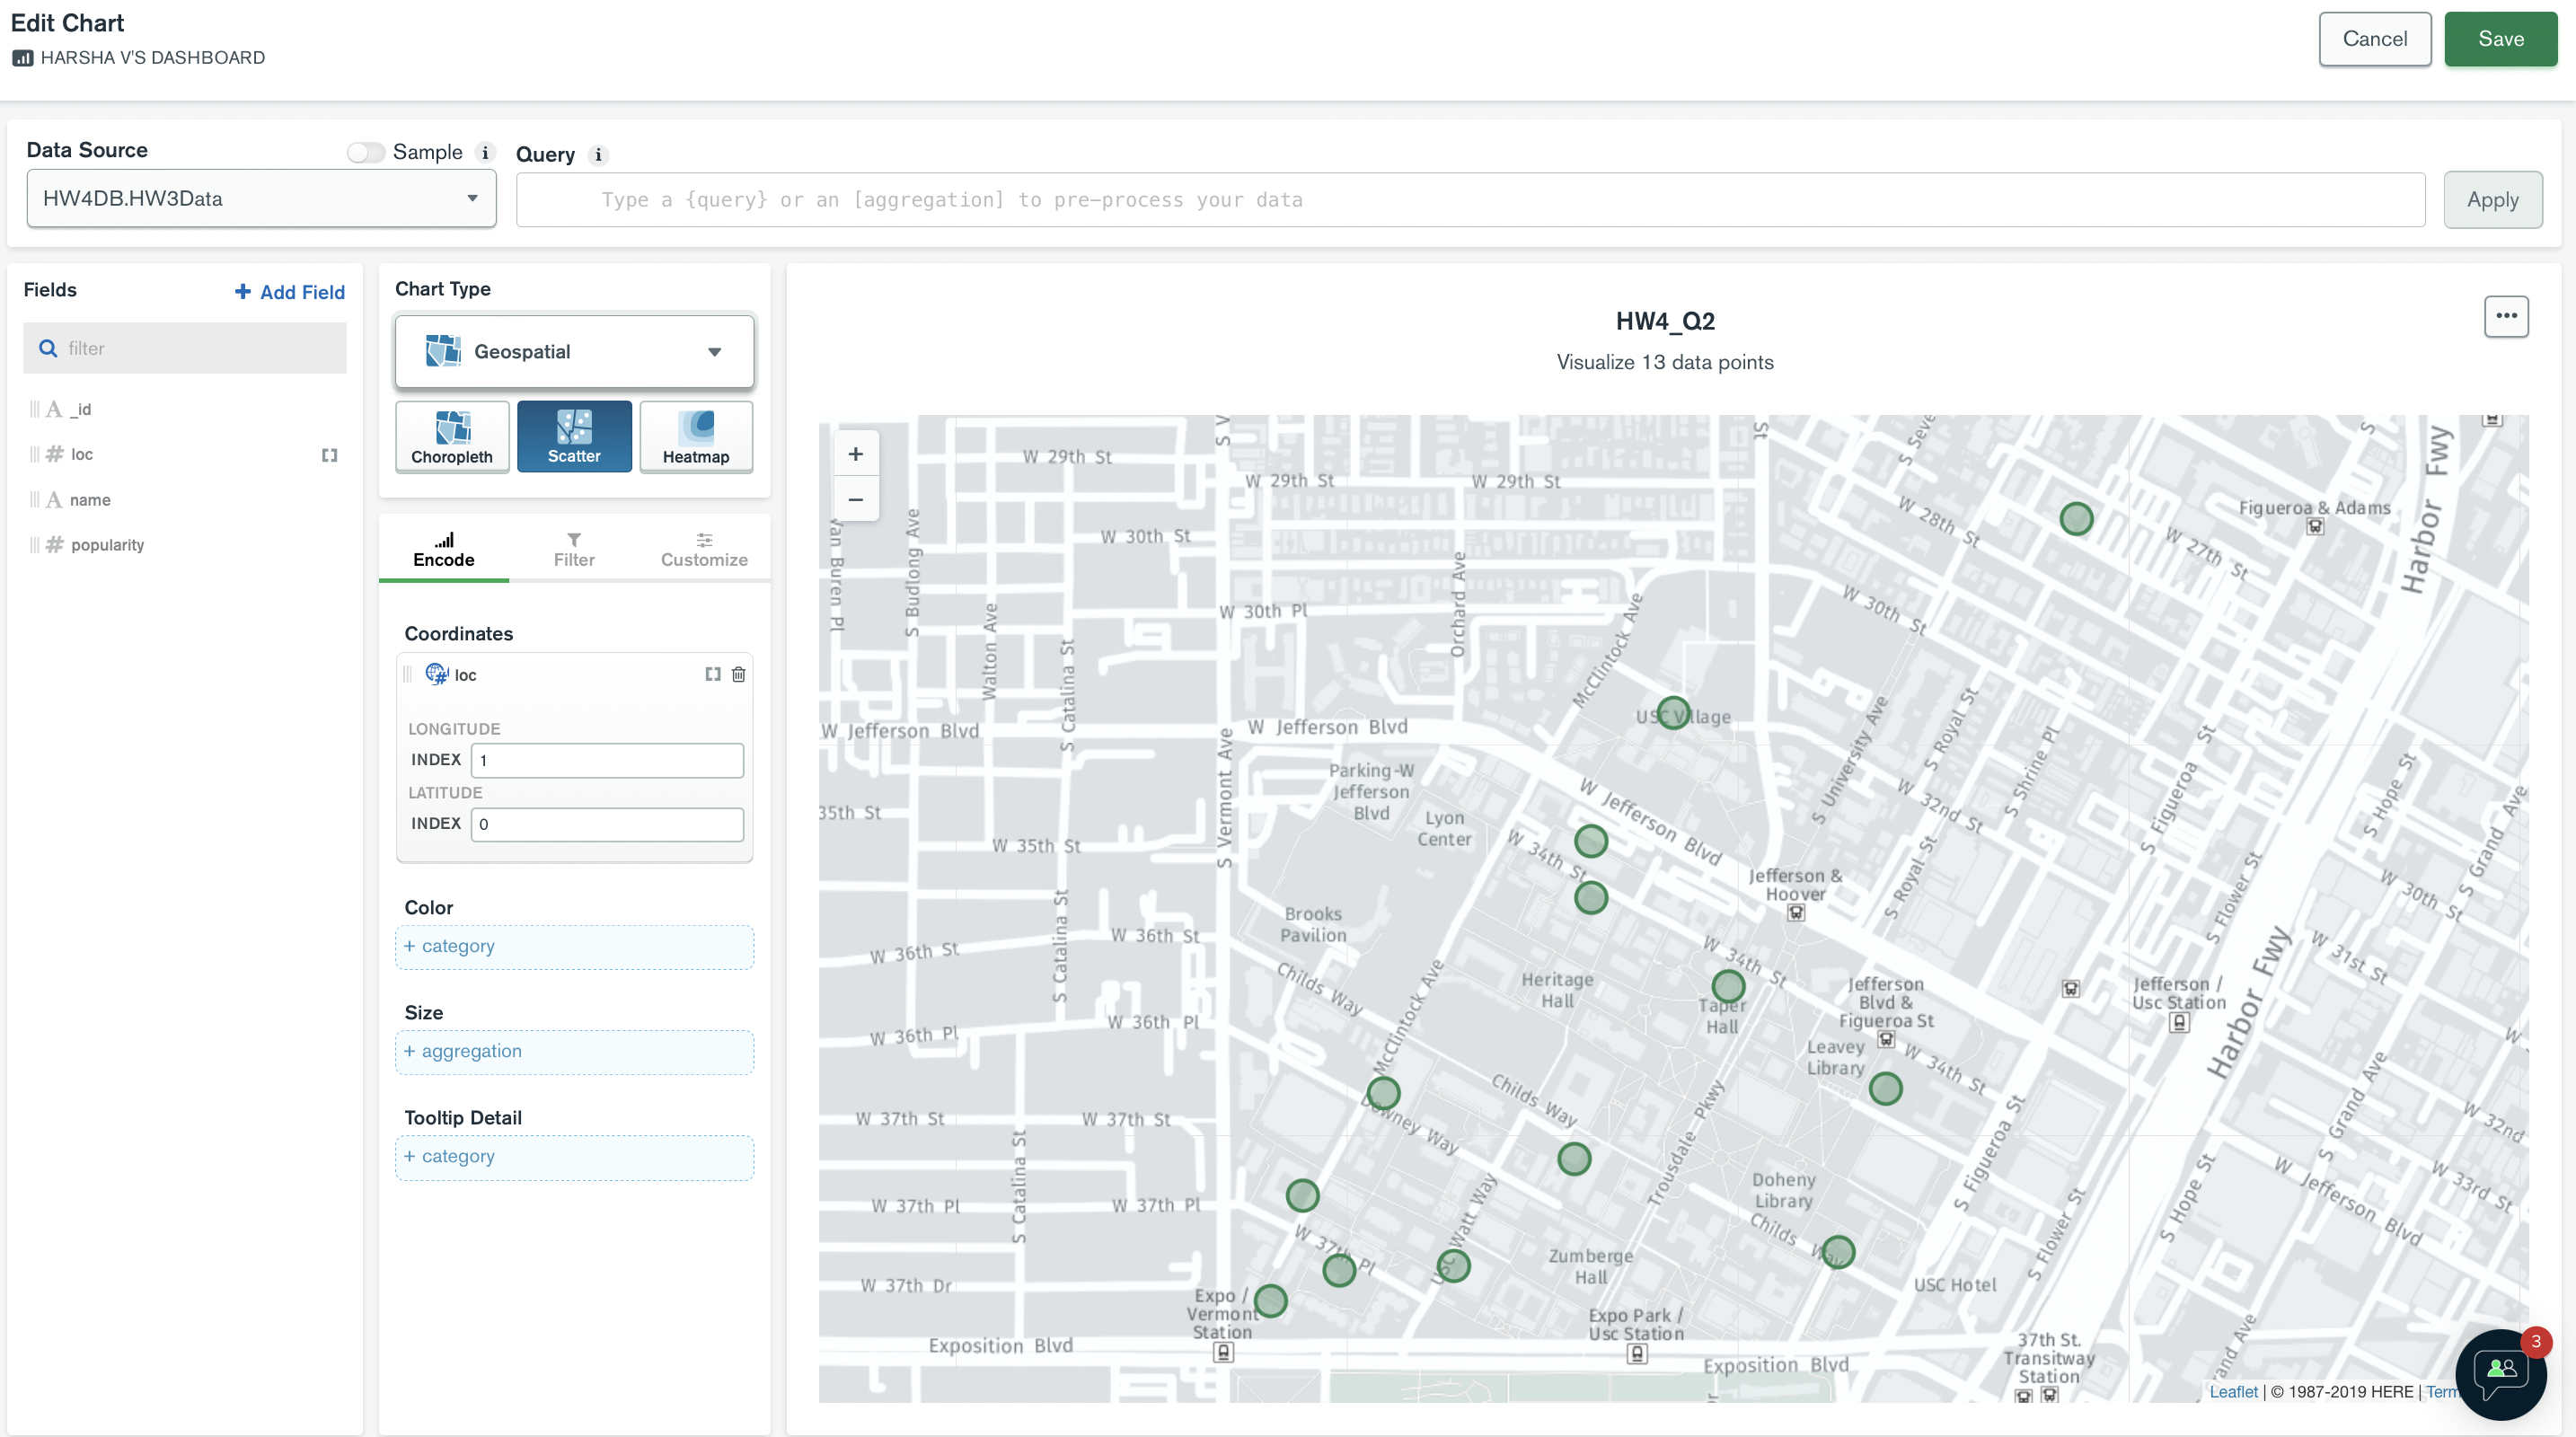 Edit Chart
HARSHA V'S DASHBOARD
Cancel
Save
Data Source
Sample
HW4DB.HW3Data
Query
Type a {query} or an [aggregation] to pre-process your data
Apply
Fields
+ Add Field
filter
A _id
# loc
A name
# popularity
Chart Type
Geospatial
Choropleth
Scatter
Heatmap
Encode
Filter
Customize
Coordinates
loc
LONGITUDE
INDEX 1
LATITUDE
INDEX 0
Color
+ category
Size
+ aggregation
Tooltip Detail
+ category
HW4_Q2
Visualize 13 data points
+
−
W 29th St
W 29th St
W 29th St
S V
St
S Seve
S
W 28th St
Figueroa & Adams
W 27th St
Harbor Fwy
Harbor Fwy
Van Buren Pl
S Budlong Ave
W 30th St
Walton Ave
S Catalina St
W 30th Pl
Orchard Ave
McClintock Ave
W 30th St
USC Village
W Jefferson Blvd
W Jefferson Blvd
S Vermont Ave
Parking-W
Jefferson
Blvd
W Jefferson Blvd
S University Ave
S Royal St
S Shrine Pl
W 32nd St
S Figueroa St
S Hope St
S Grand Ave
35th St
W 35th St
Lyon
Center
W 34th St
Jefferson &
Hoover
S Royal St
S Flower St
W 30th St
Brooks
Pavilion
W 36th St
W 36th St
S Catalina St
Childs Way
McClintock Ave
Heritage
Hall
W 34th St
Taper
Hall
Jefferson
Blvd &
Figueroa St
Jefferson /
Usc Station
Harbor Fwy
W 31st St
W 36th Pl
W 36th Pl
Leavey
Library
W 34th St
W
W 37th St
W 37th St
Downey Way
Childs Way
Trousdale Pkwy
S Figueroa St
S Grand Ave
W 32nd
S Catalina St
W 37th Pl
W 37th Pl
USC Watt Way
Doheny
Library
Childs Way
S Flower St
S Hope St
W Jefferson Blvd
W 33rd St
W 37th Pl
W 37th Dr
Zumberge
Hall
USC Hotel
Expo /
Vermont
Station
Expo Park /
Usc Station
Exposition Blvd
Exposition Blvd
37th St.
Transitway
Station
rand Ave
3
Leaflet | © 1987-2019 HERE | Term